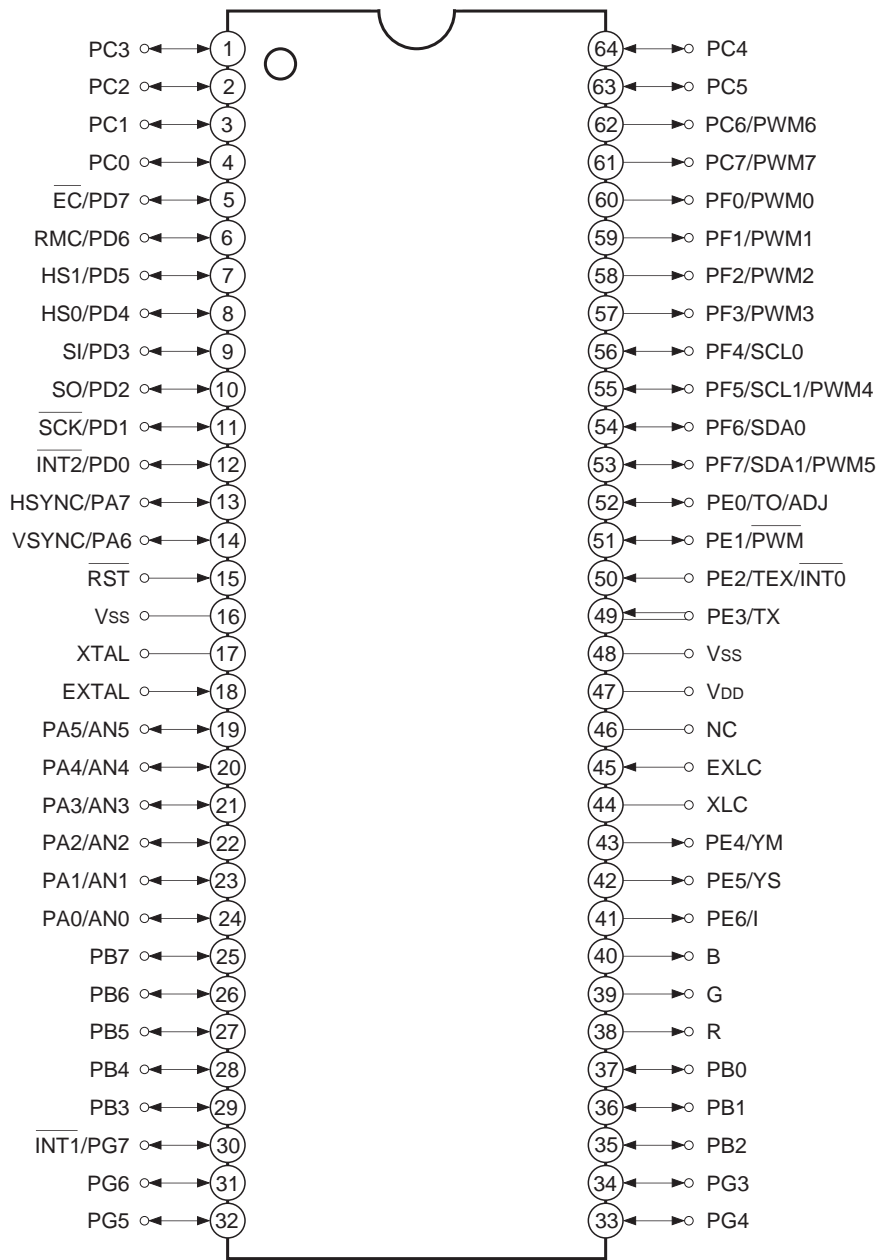 PC3 1 64 PC4
PC2 2 63 PC5
PC1 3 62 PC6/PWM6
PC0 4 61 PC7/PWM7
E̅C̅/PD7 5 60 PF0/PWM0
RMC/PD6 6 59 PF1/PWM1
HS1/PD5 7 58 PF2/PWM2
HS0/PD4 8 57 PF3/PWM3
SI/PD3 9 56 PF4/SCL0
SO/PD2 10 55 PF5/SCL1/PWM4
S̅C̅K̅/PD1 11 54 PF6/SDA0
I̅N̅T̅2̅/PD0 12 53 PF7/SDA1/PWM5
HSYNC/PA7 13 52 PE0/TO/ADJ
VSYNC/PA6 14 51 PE1/P̅W̅M̅
R̅S̅T̅ 15 50 PE2/TEX/I̅N̅T̅0̅
Vss 16 49 PE3/TX
XTAL 17 48 Vss
EXTAL 18 47 VDD
PA5/AN5 19 46 NC
PA4/AN4 20 45 EXLC
PA3/AN3 21 44 XLC
PA2/AN2 22 43 PE4/YM
PA1/AN1 23 42 PE5/YS
PA0/AN0 24 41 PE6/I
PB7 25 40 B
PB6 26 39 G
PB5 27 38 R
PB4 28 37 PB0
PB3 29 36 PB1
I̅N̅T̅1̅/PG7 30 35 PB2
PG6 31 34 PG3
PG5 32 33 PG4